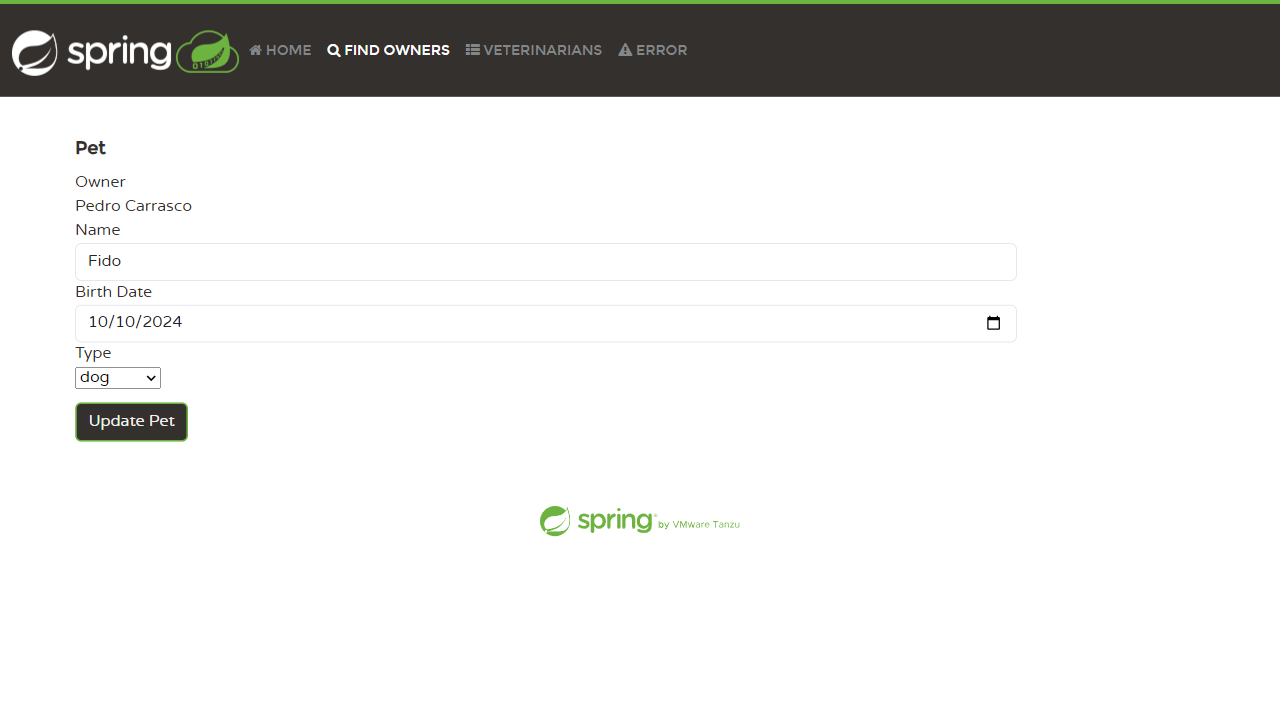 spring HOME FIND OWNERS VETERINARIANS ERROR
Pet
Owner
Pedro Carrasco
Name
Fido
Birth Date
10/10/2024
Type
dog
Update Pet
spring by VMware Tanzu